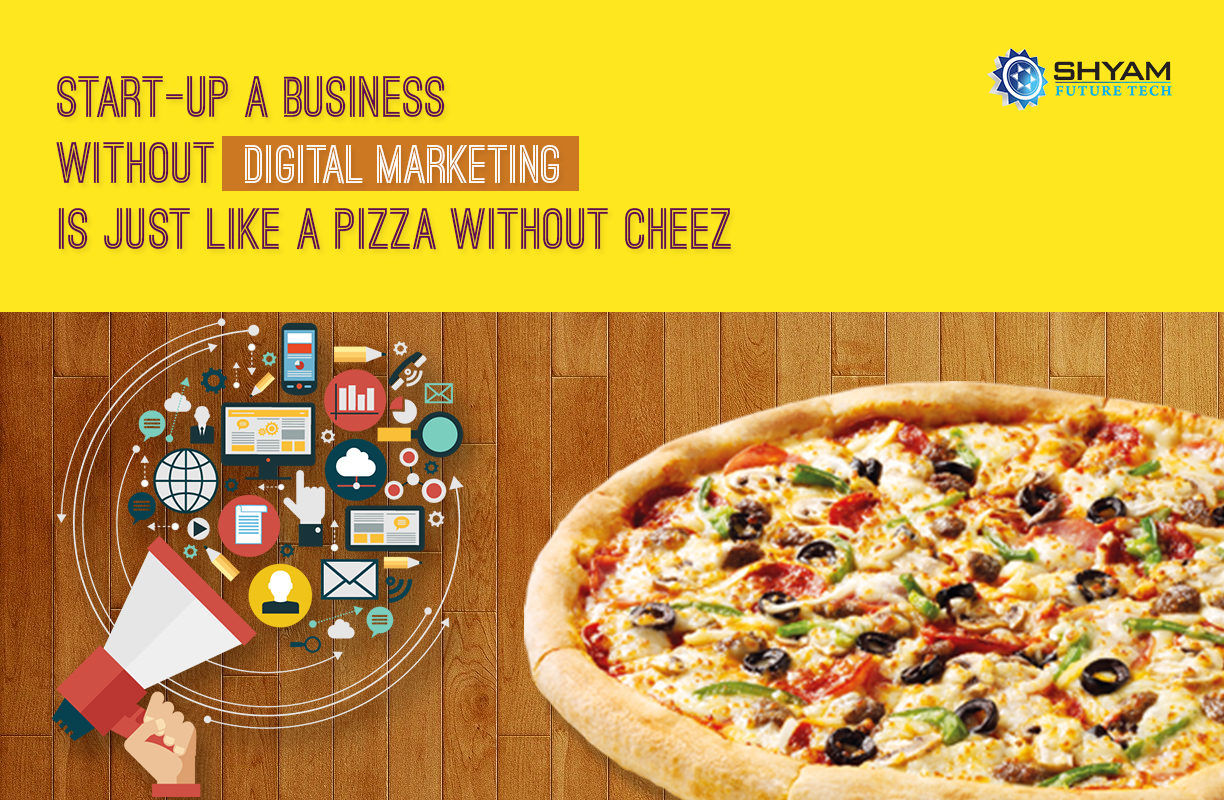 START-UP A BUSINESS
WITHOUT DIGITAL MARKETING
IS JUST LIKE A PIZZA WITHOUT CHEEZ
SHYAM
FUTURE TECH